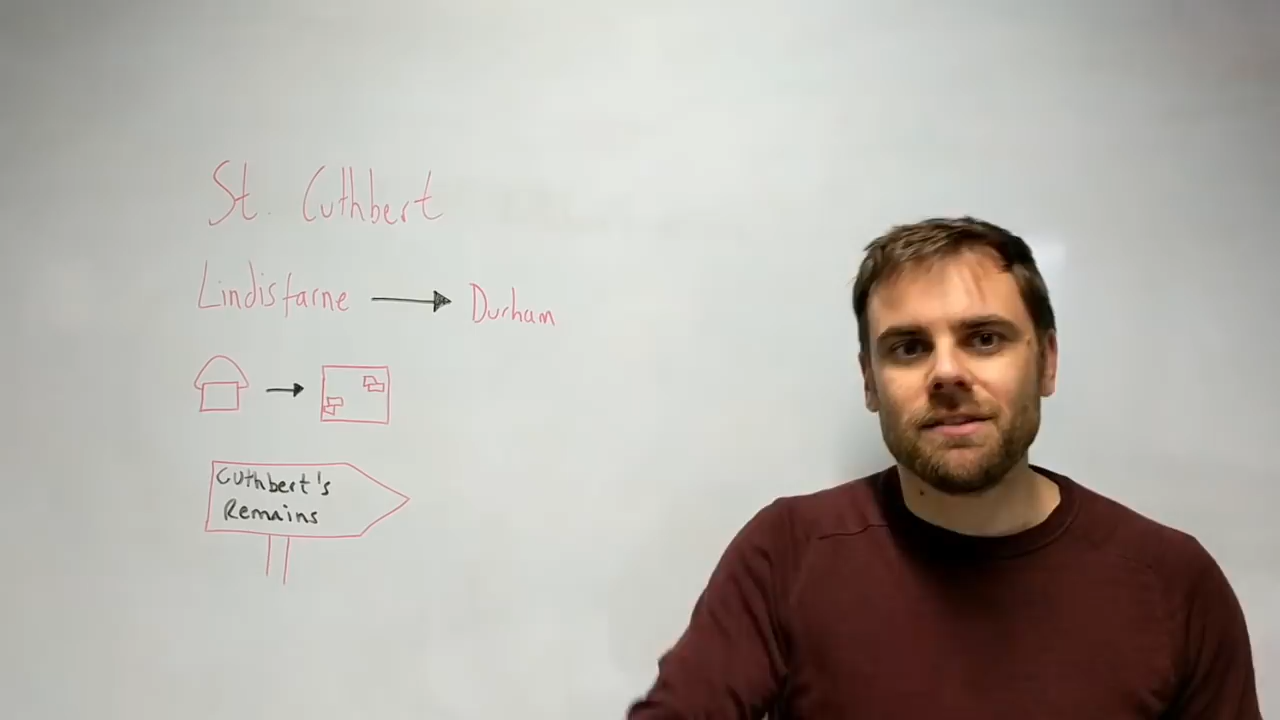 St. Cuthbert
Lindisfarne
Durham
Cuthbert's
Remains